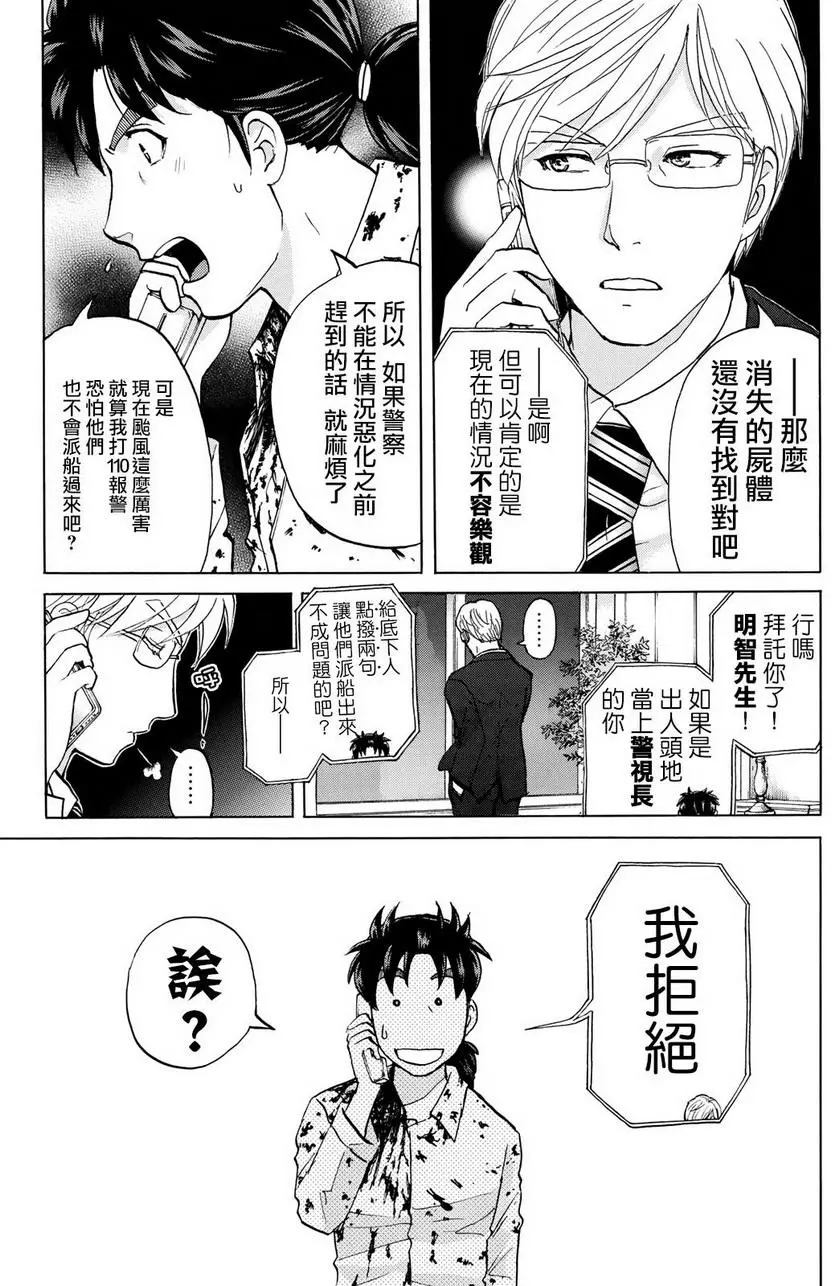 ——那麼
消失的屍體
還沒有找到對吧
——是啊
但可以肯定的是
現在的情況不容樂觀
所以 如果警察
不能在情況惡化之前
趕到的話 就麻煩了
可是
現在颱風這麼厲害
就算我打110報警
恐怕他們
也不會派船過來吧？
行嗎
拜託你了！
明智先生！
如果是
出人頭地
當上警視長
的你
……
給底下人
點撥兩句
讓他們派船出來
不成問題的吧？
所以——
……
我拒絕
誒？